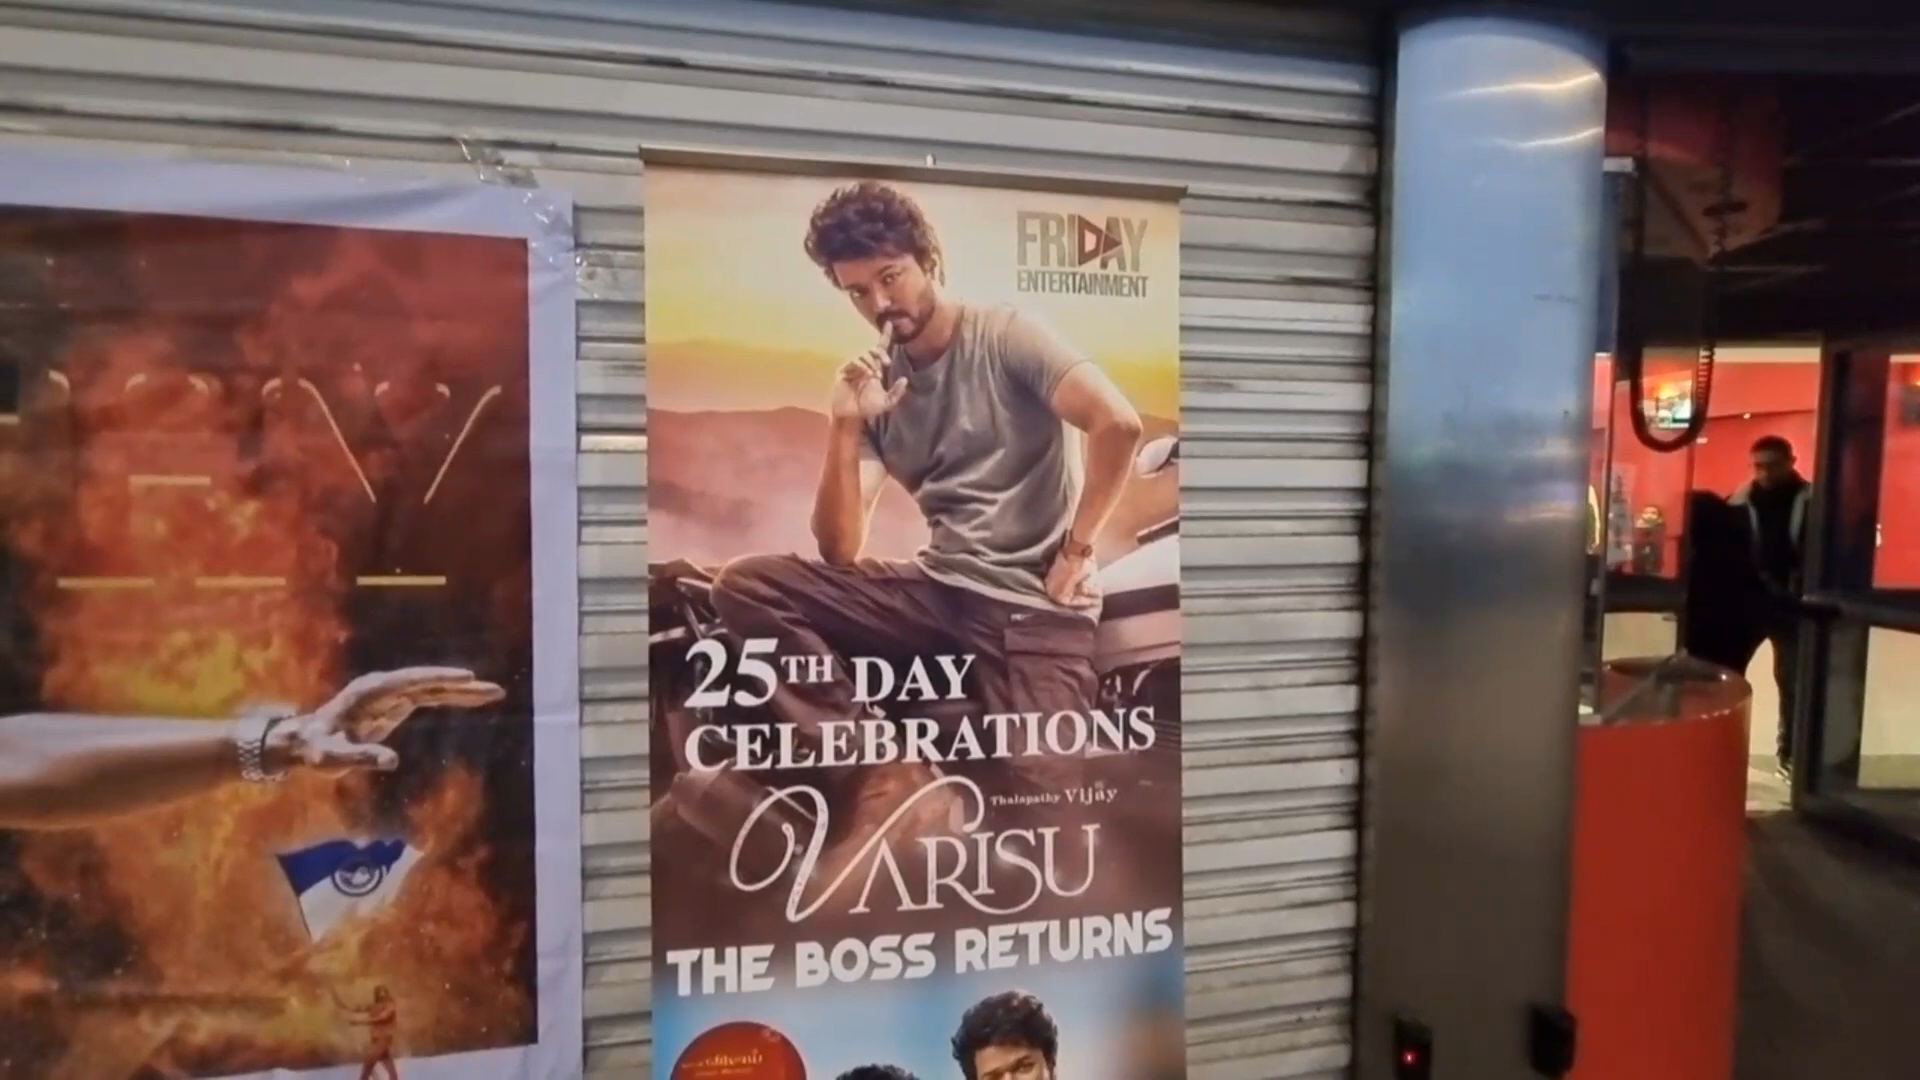 FRIDAY
ENTERTAINMENT
25TH DAY
CELEBRATIONS
Thalapathy Vijay
VARISU
THE BOSS RETURNS